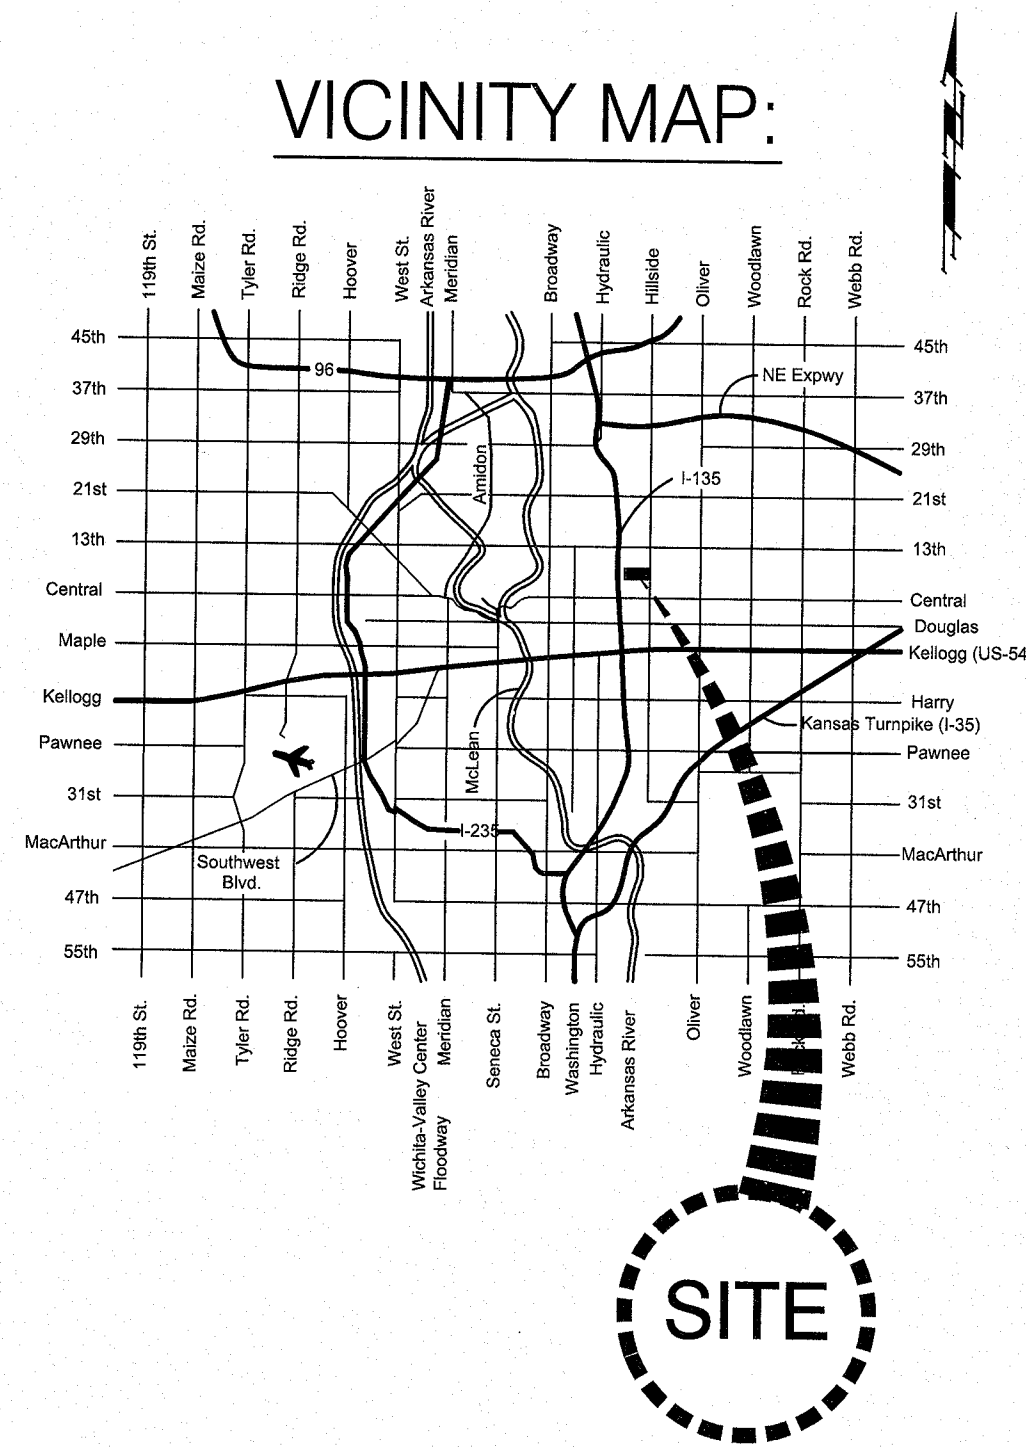 VICINITY MAP:
119th St.
Maize Rd.
Tyler Rd.
Ridge Rd.
Hoover
West St.
Arkansas River
Meridian
Broadway
Hydraulic
Hillside
Oliver
Woodlawn
Rock Rd.
Webb Rd.
45th
45th
96
NE Expwy
37th
37th
29th
29th
Amidon
I-135
21st
21st
13th
13th
Central
Central
Douglas
Maple
Kellogg (US-54
Kellogg
Harry
Kansas Turnpike (I-35)
Pawnee
Pawnee
McLean
31st
31st
I-235
MacArthur
MacArthur
Southwest
Blvd.
47th
47th
55th
55th
119th St.
Maize Rd.
Tyler Rd.
Ridge Rd.
Hoover
West St.
Wichita-Valley Center
Floodway
Meridian
Seneca St.
Broadway
Washington
Hydraulic
Arkansas River
Oliver
Woodlawn
Webb Rd.
SITE